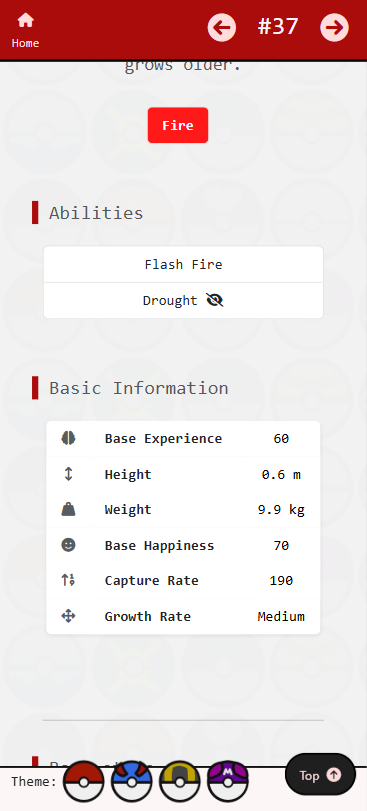 Home
#37
grows older.
Fire
Abilities
Flash Fire
Drought
Basic Information
Base Experience 60
Height 0.6 m
Weight 9.9 kg
Base Happiness 70
Capture Rate 190
Growth Rate Medium
Theme:
M
Top